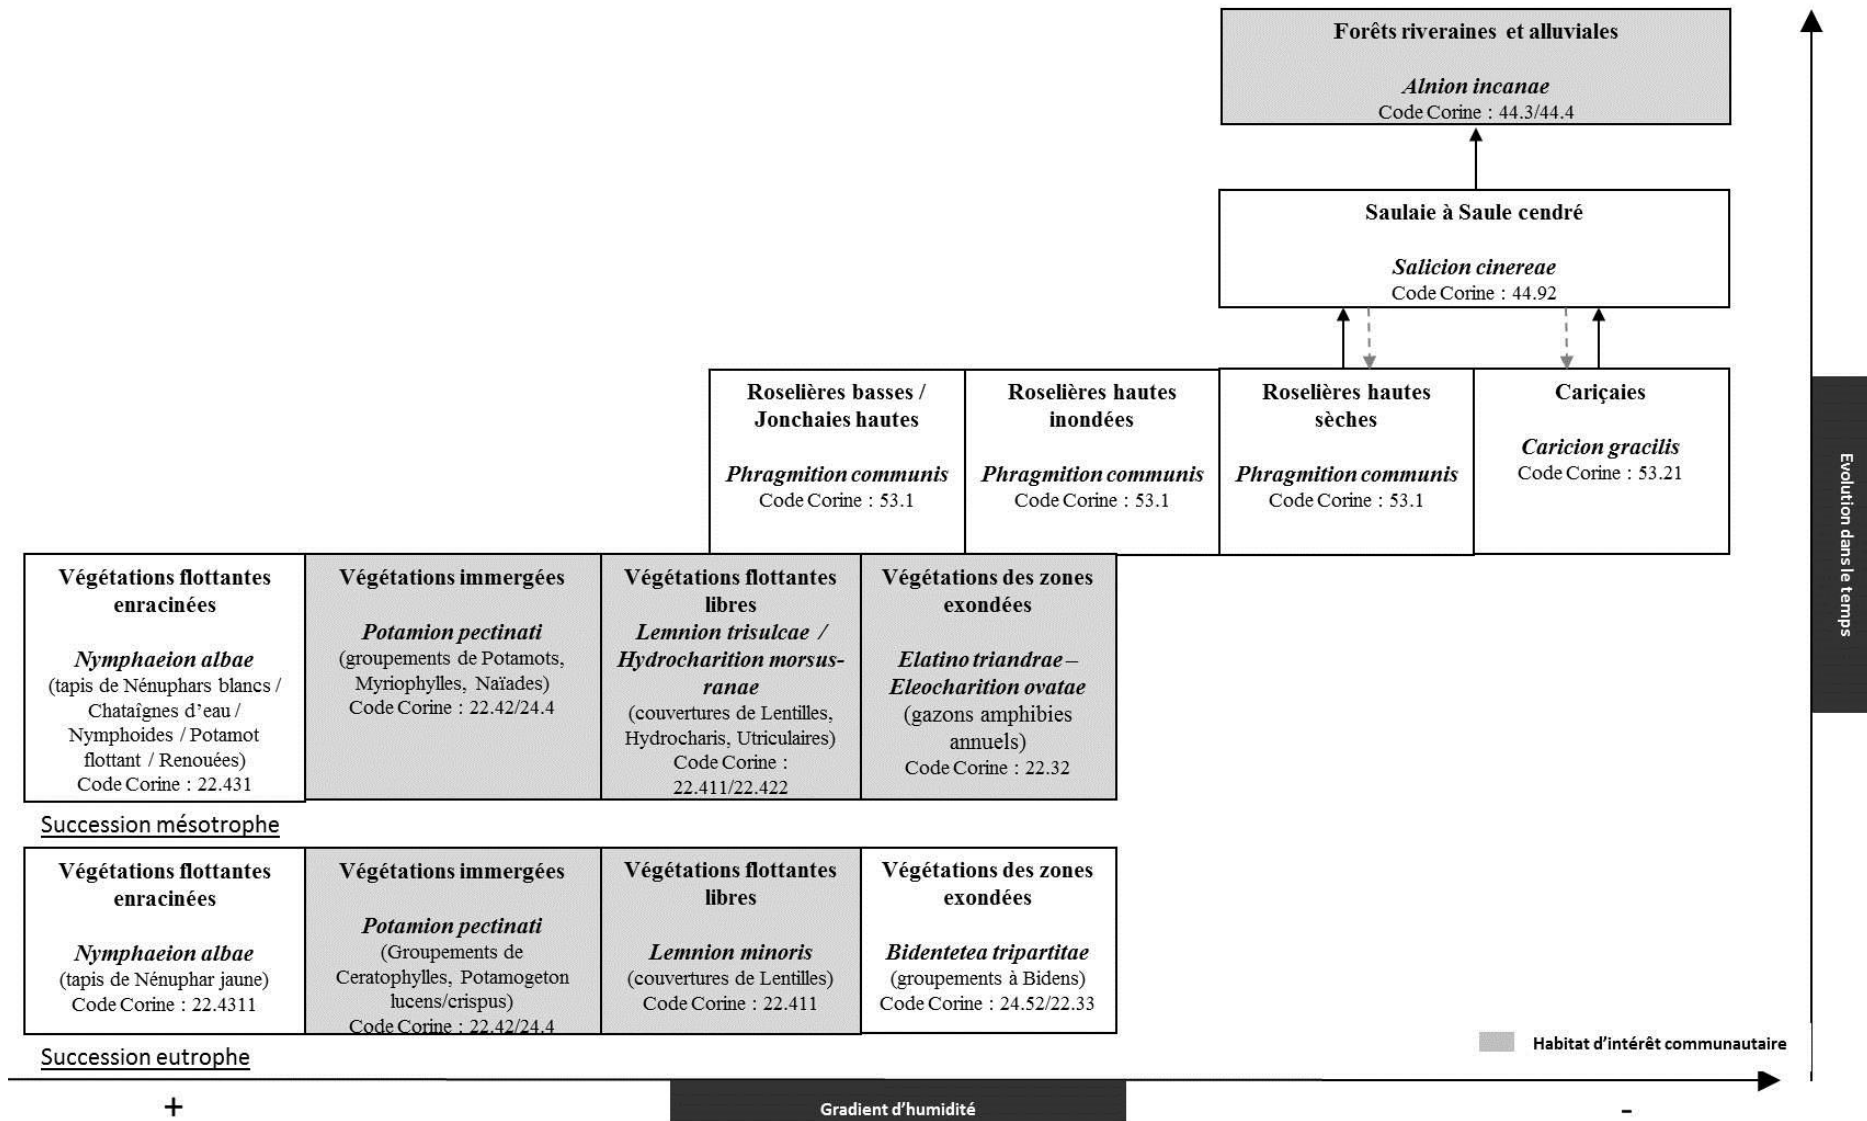 Forêts riveraines et alluviales
Alnion incanae
Code Corine : 44.3/44.4
Saulaie à Saule cendré
Salicion cinereae
Code Corine : 44.92
Roselières basses /
Jonchaies hautes
Phragmition communis
Code Corine : 53.1
Roselières hautes
inondées
Phragmition communis
Code Corine : 53.1
Roselières hautes
sèches
Phragmition communis
Code Corine : 53.1
Cariçaies
Caricion gracilis
Code Corine : 53.21
Végétations flottantes
enracinées
Nymphaeion albae
(tapis de Nénuphars blancs /
Chataîgnes d'eau /
Nymphoides / Potamot
flottant / Renouées)
Code Corine : 22.431
Végétations immergées
Potamion pectinati
(groupements de Potamots,
Myriophylles, Naïades)
Code Corine : 22.42/24.4
Végétations flottantes
libres
Lemnion trisulcae /
Hydrocharition morsus-
ranae
(couvertures de Lentilles,
Hydrocharis, Utriculaires)
Code Corine :
22.411/22.422
Végétations des zones
exondées
Elatino triandrae –
Eleocharition ovatae
(gazons amphibies
annuels)
Code Corine : 22.32
Succession mésotrophe
Végétations flottantes
enracinées
Nymphaeion albae
(tapis de Nénuphar jaune)
Code Corine : 22.4311
Végétations immergées
Potamion pectinati
(Groupements de
Ceratophylles, Potamogeton
lucens/crispus)
Code Corine : 22.42/24.4
Végétations flottantes
libres
Lemnion minoris
(couvertures de Lentilles)
Code Corine : 22.411
Végétations des zones
exondées
Bidentetea tripartitae
(groupements à Bidens)
Code Corine : 24.52/22.33
Succession eutrophe
Habitat d'intérêt communautaire
Evolution dans le temps
+
Gradient d'humidité
-